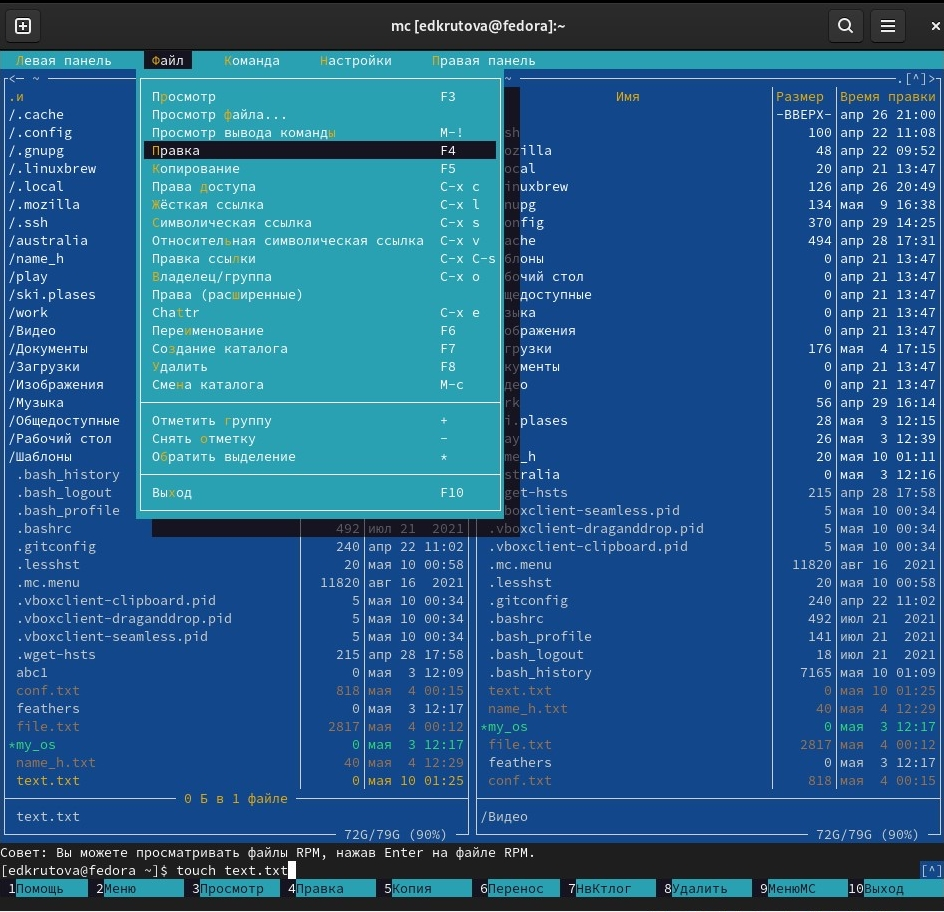 mc [edkrutova@fedora]:~
Левая панель Файл Команда Настройки Правая панель
<- ~ ~ .[^]>
.и Имя Размер Время правки
Просмотр F3
/.cache Просмотр файла... -ВВЕРХ- апр 26 21:00
/.config Просмотр вывода команды M-! sh 100 апр 22 11:08
/.gnupg Правка F4 ozilla 48 апр 22 09:52
/.linuxbrew Копирование F5 ocal 20 апр 21 13:47
/.local Права доступа C-x c inuxbrew 126 апр 26 20:49
/.mozilla Жёсткая ссылка C-x l nupg 134 мая 9 16:38
/.ssh Символическая ссылка C-x s onfig 370 апр 29 14:25
/australia Относительная символическая ссылка C-x v ache 494 апр 28 17:31
/name_h Правка ссылки C-x C-s блоны 0 апр 21 13:47
/play Владелец/группа C-x o бочий стол 0 апр 21 13:47
/ski.plases Права (расширенные) щедоступные 0 апр 21 13:47
/work Chattr C-x e зыка 0 апр 21 13:47
/Видео Переименование F6 ображения 0 апр 21 13:47
/Документы Создание каталога F7 грузки 176 мая 4 17:15
/Загрузки Удалить F8 кументы 0 апр 21 13:47
/Изображения Смена каталога M-c део 0 апр 21 13:47
/Музыка rk 56 апр 29 16:14
/Общедоступные Отметить группу + i.plases 28 мая 3 12:15
/Рабочий стол Снять отметку - ay 26 мая 3 12:39
/Шаблоны Обратить выделение * me_h 20 мая 10 01:11
.bash_history stralia 0 мая 3 12:16
.bash_logout Выход F10 get-hsts 215 апр 28 17:58
.bash_profile boxclient-seamless.pid 5 мая 10 00:34
.bashrc 492 июл 21 2021 .vboxclient-draganddrop.pid 5 мая 10 00:34
.gitconfig 240 апр 22 11:02 .vboxclient-clipboard.pid 5 мая 10 00:34
.lesshst 20 мая 10 00:58 .mc.menu 11820 авг 16 2021
.mc.menu 11820 авг 16 2021 .lesshst 20 мая 10 00:58
.vboxclient-clipboard.pid 5 мая 10 00:34 .gitconfig 240 апр 22 11:02
.vboxclient-draganddrop.pid 5 мая 10 00:34 .bashrc 492 июл 21 2021
.vboxclient-seamless.pid 5 мая 10 00:34 .bash_profile 141 июл 21 2021
.wget-hsts 215 апр 28 17:58 .bash_logout 18 июл 21 2021
abc1 0 мая 3 12:09 .bash_history 7165 мая 10 01:09
conf.txt 818 мая 4 00:15 text.txt 0 мая 10 01:25
feathers 0 мая 3 12:17 name_h.txt 40 мая 4 12:29
file.txt 2817 мая 4 00:12 *my_os 0 мая 3 12:17
*my_os 0 мая 3 12:17 file.txt 2817 мая 4 00:12
name_h.txt 40 мая 4 12:29 feathers 0 мая 3 12:17
text.txt 0 мая 10 01:25 conf.txt 818 мая 4 00:15
0 Б в 1 файле
text.txt /Видео
72G/79G (90%) 72G/79G (90%)
Совет: Вы можете просматривать файлы RPM, нажав Enter на файле RPM.
[edkrutova@fedora ~]$ touch text.txt [^]
1Помощь 2Меню 3Просмотр 4Правка 5Копия 6Перенос 7НвКтлог 8Удалить 9МенюМС 10Выход